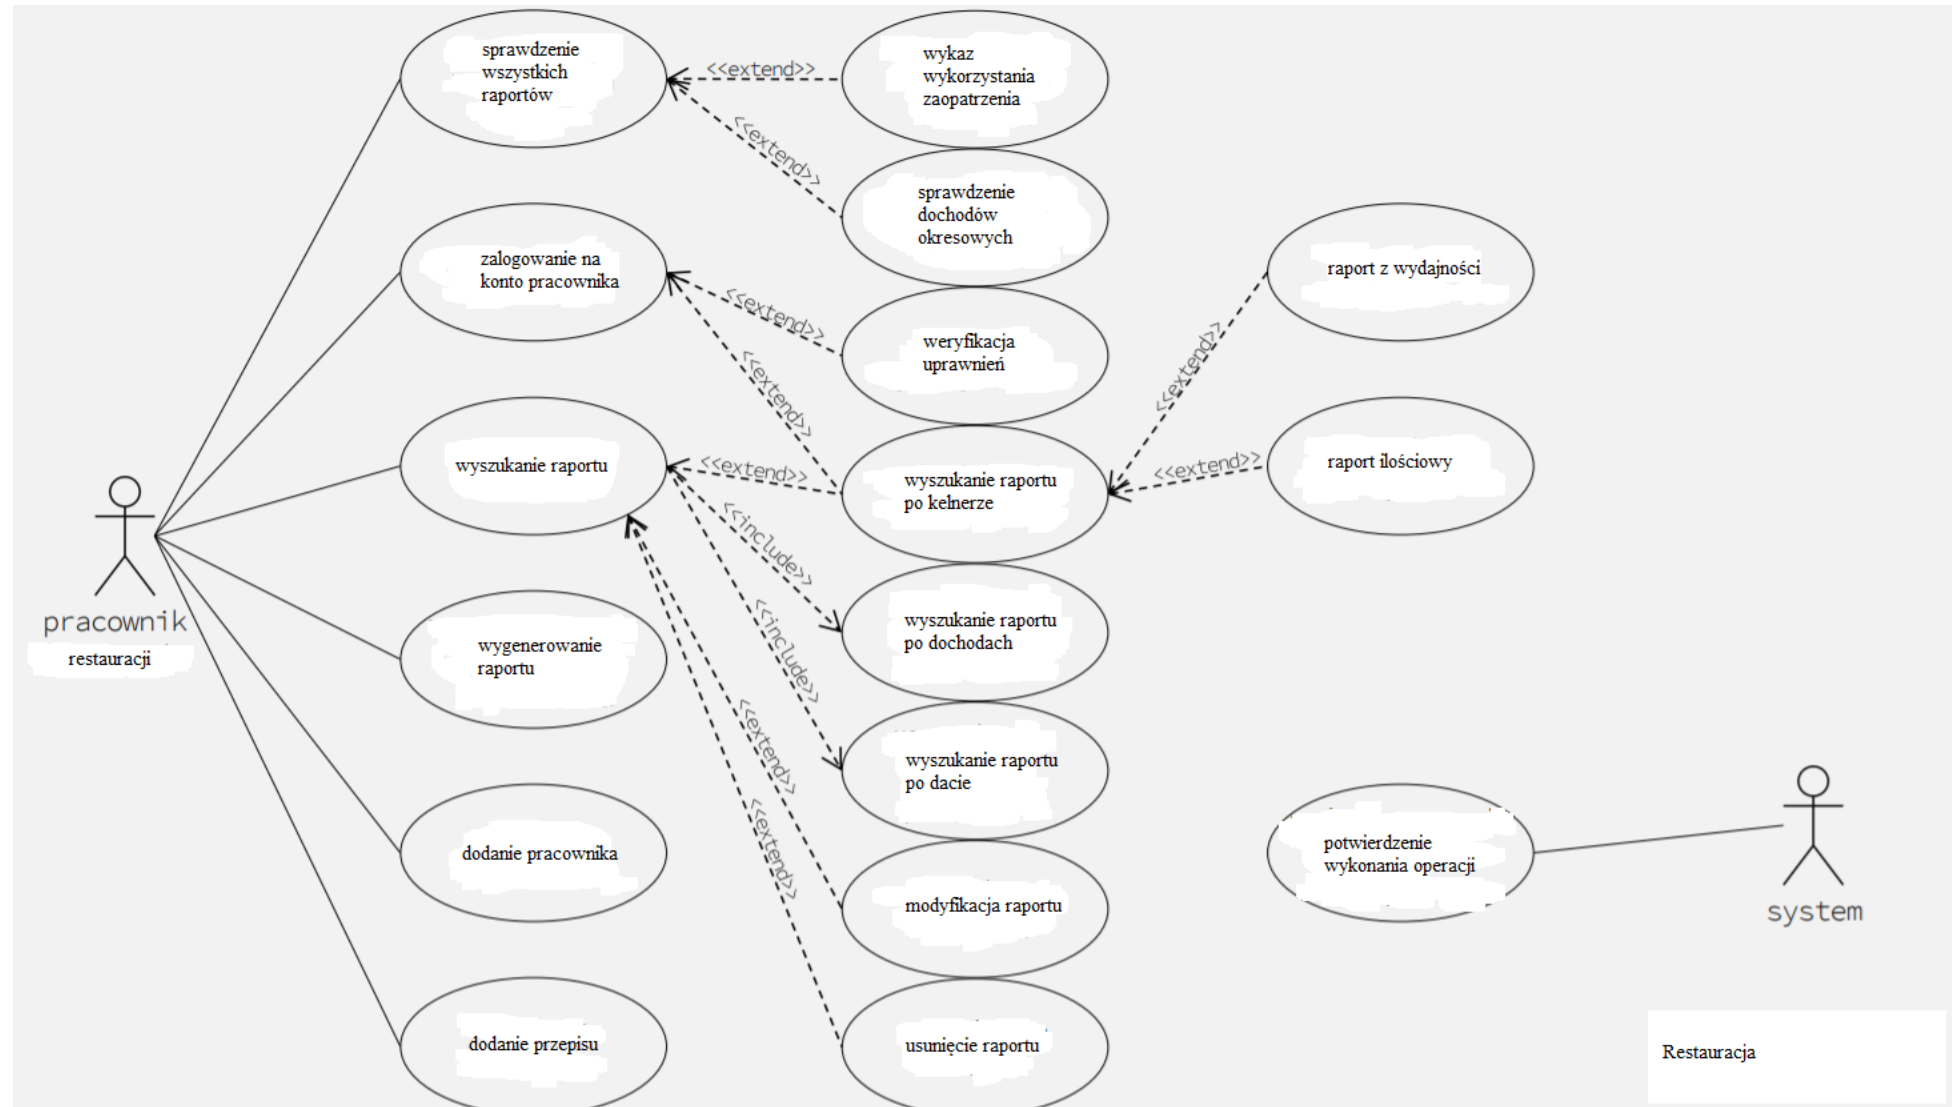 sprawdzenie
wszystkich
raportów
<<extend>>
wykaz
wykorzystania
zaopatrzenia
<<extend>>
sprawdzenie
dochodów
okresowych
zalogowanie na
konto pracownika
<<extend>>
weryfikacja
uprawnień
<<extend>>
raport z wydajności
<<extend>>
wyszukanie raportu
<<extend>>
wyszukanie raportu
po kelnerze
<<extend>>
raport ilościowy
<<include>>
wyszukanie raportu
po dochodach
<<include>>
pracownik
restauracji
wygenerowanie
raportu
wyszukanie raportu
po dacie
<<extend>>
dodanie pracownika
<<extend>>
modyfikacja raportu
potwierdzenie
wykonania operacji
system
dodanie przepisu
usunięcie raportu
Restauracja